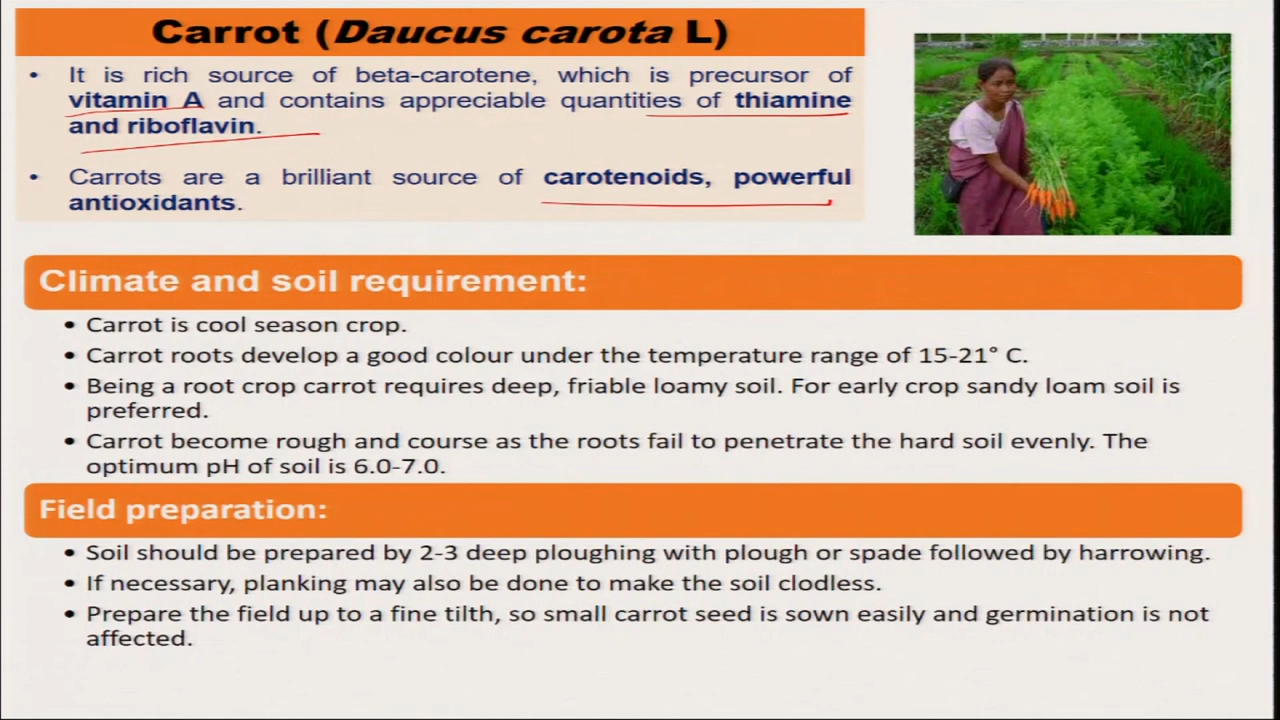 Carrot (Daucus carota L)
• It is rich source of beta-carotene, which is precursor of
vitamin A and contains appreciable quantities of thiamine
and riboflavin.
• Carrots are a brilliant source of carotenoids, powerful
antioxidants.
Climate and soil requirement:
• Carrot is cool season crop.
• Carrot roots develop a good colour under the temperature range of 15-21° C.
• Being a root crop carrot requires deep, friable loamy soil. For early crop sandy loam soil is
preferred.
• Carrot become rough and course as the roots fail to penetrate the hard soil evenly. The
optimum pH of soil is 6.0-7.0.
Field preparation:
• Soil should be prepared by 2-3 deep ploughing with plough or spade followed by harrowing.
• If necessary, planking may also be done to make the soil clodless.
• Prepare the field up to a fine tilth, so small carrot seed is sown easily and germination is not
affected.